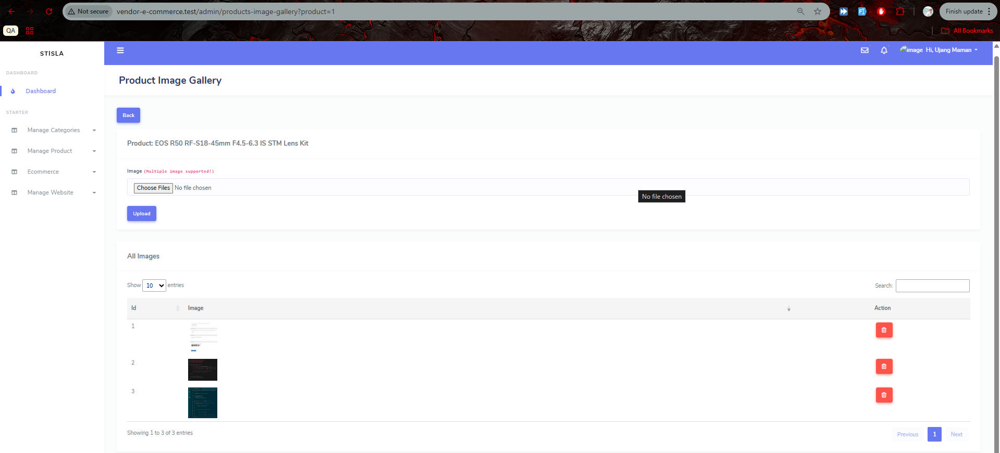 Not secure
vendor-e-commerce.test/admin/products-image-gallery?product=1
Finish update
QA
All Bookmarks
STISLA
image Hi, Ujang Maman
DASHBOARD
Dashboard
STARTER
Manage Categories
Manage Product
Ecommerce
Manage Website
Product Image Gallery
Back
Product: EOS R50 RF-S18-45mm F4.5-6.3 IS STM Lens Kit
Image (Multiple image supported!)
Choose Files No file chosen
No file chosen
Upload
All Images
Show 10 entries
Search:
Id Image Action
1
2
3
Showing 1 to 3 of 3 entries
Previous 1 Next